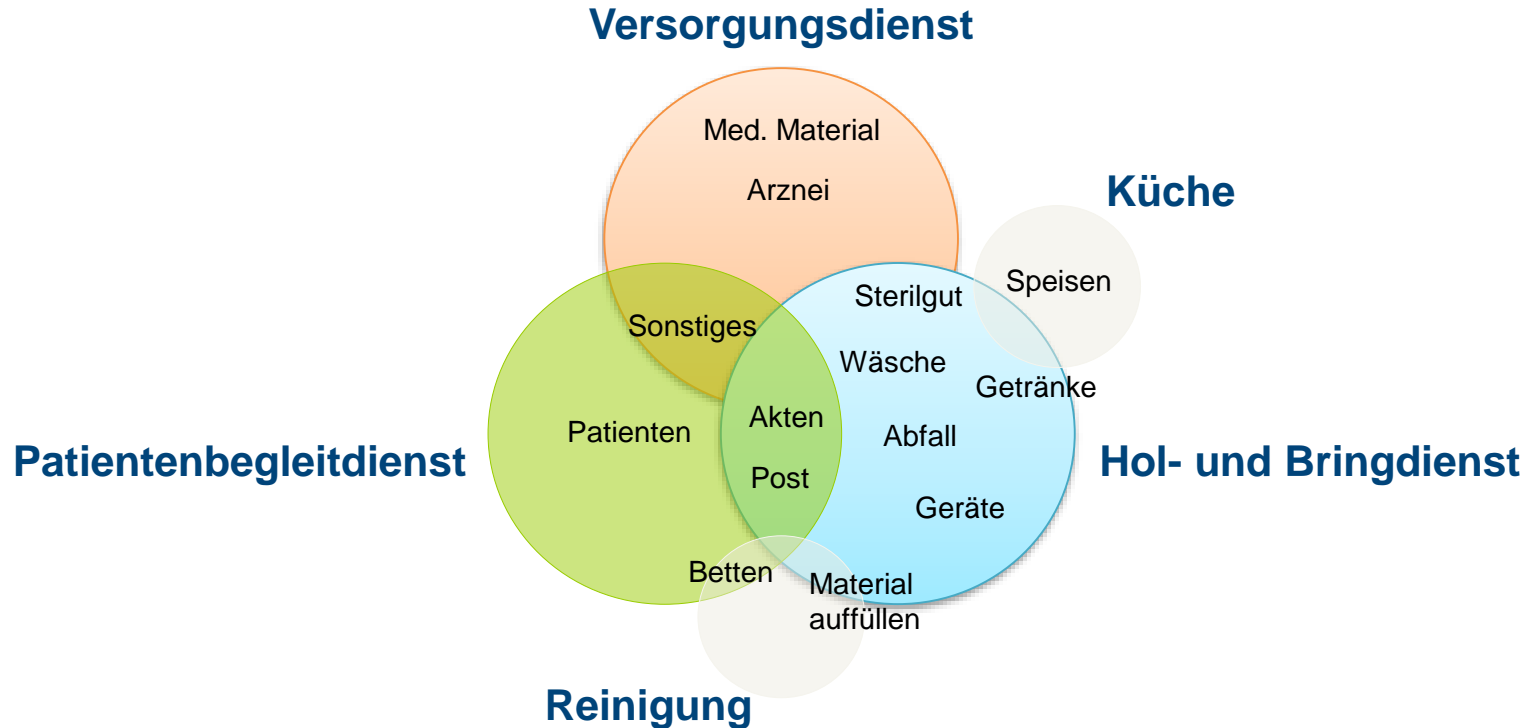 Versorgungsdienst
Med. Material
Arznei
Küche
Speisen
Sterilgut
Sonstiges
Wäsche
Getränke
Akten
Patienten
Abfall
Patientenbegleitdienst
Hol- und Bringdienst
Post
Geräte
Betten
Material
auffüllen
Reinigung